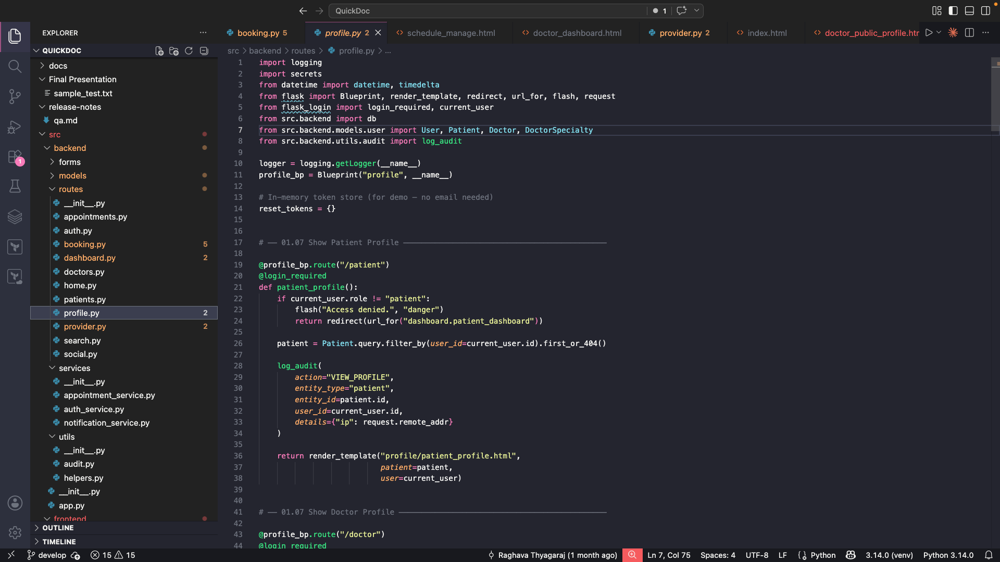 QuickDoc
1
EXPLORER
booking.py 5
profile.py 2
schedule_manage.html
doctor_dashboard.html
provider.py 2
index.html
doctor_public_profile.htm
QUICKDOC
docs
Final Presentation
sample_test.txt
release-notes
qa.md
src
backend
forms
models
routes
__init__.py
appointments.py
auth.py
booking.py 5
dashboard.py 2
doctors.py
home.py
patients.py
profile.py 2
provider.py 2
search.py
social.py
services
__init__.py
appointment_service.py
auth_service.py
notification_service.py
utils
__init__.py
audit.py
helpers.py
__init__.py
app.py
frontend
OUTLINE
TIMELINE
1
src > backend > routes > profile.py > ...
1 import logging
2 import secrets
3 from datetime import datetime, timedelta
4 from flask import Blueprint, render_template, redirect, url_for, flash, request
5 from flask_login import login_required, current_user
6 from src.backend import db
7 from src.backend.models.user import User, Patient, Doctor, DoctorSpecialty
8 from src.backend.utils.audit import log_audit
9
10 logger = logging.getLogger(__name__)
11 profile_bp = Blueprint("profile", __name__)
12
13 # In-memory token store (for demo — no email needed)
14 reset_tokens = {}
15
16
17 # —— 01.07 Show Patient Profile ——————————————
18
19 @profile_bp.route("/patient")
20 @login_required
21 def patient_profile():
22 if current_user.role != "patient":
23 flash("Access denied.", "danger")
24 return redirect(url_for("dashboard.patient_dashboard"))
25
26 patient = Patient.query.filter_by(user_id=current_user.id).first_or_404()
27
28 log_audit(
29 action="VIEW_PROFILE",
30 entity_type="patient",
31 entity_id=patient.id,
32 user_id=current_user.id,
33 details={"ip": request.remote_addr}
34 )
35
36 return render_template("profile/patient_profile.html",
37 patient=patient,
38 user=current_user)
39
40
41 # —— 01.07 Show Doctor Profile ——————————————
42
43 @profile_bp.route("/doctor")
44 @login_required
develop
15 15
Raghava Thyagaraj (1 month ago)
Ln 7, Col 75
Spaces: 4
UTF-8
LF
Python
3.14.0 (venv)
Python 3.14.0